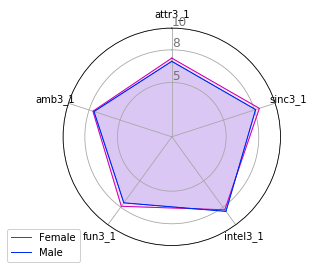 attr3_1
10
8
5
sinc3_1
amb3_1
fun3_1
intel3_1
Female
Male